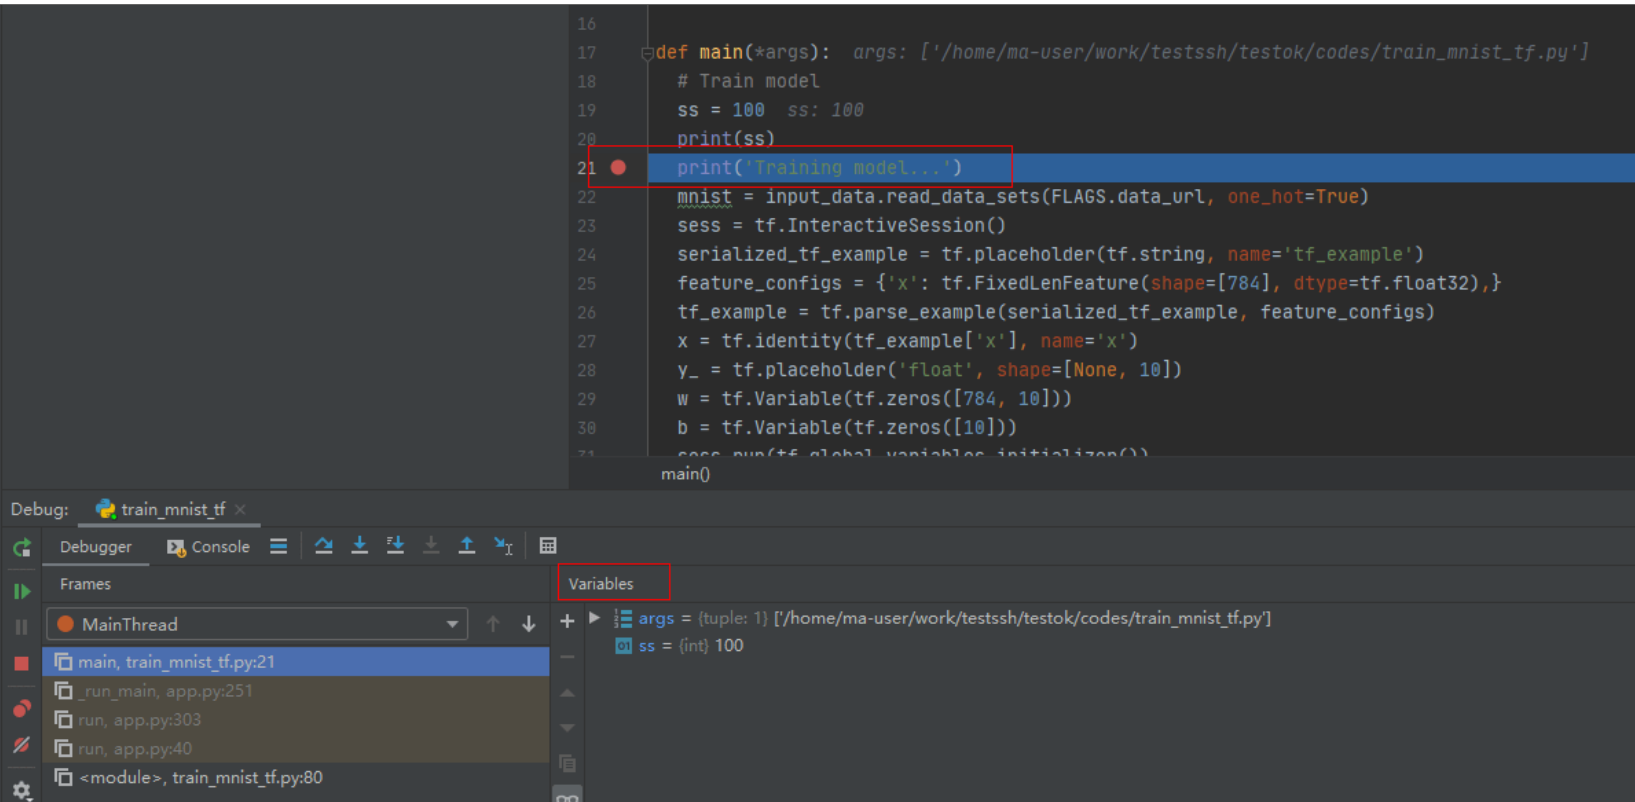 16
17 def main(*args): args: ['/home/ma-user/work/testssh/testok/codes/train_mnist_tf.py']
18 # Train model
19 ss = 100 ss: 100
20 print(ss)
21 print('Training model...')
22 mnist = input_data.read_data_sets(FLAGS.data_url, one_hot=True)
23 sess = tf.InteractiveSession()
24 serialized_tf_example = tf.placeholder(tf.string, name='tf_example')
25 feature_configs = {'x': tf.FixedLenFeature(shape=[784], dtype=tf.float32),}
26 tf_example = tf.parse_example(serialized_tf_example, feature_configs)
27 x = tf.identity(tf_example['x'], name='x')
28 y_ = tf.placeholder('float', shape=[None, 10])
29 w = tf.Variable(tf.zeros([784, 10]))
30 b = tf.Variable(tf.zeros([10]))
31 sess.run(tf.global_variables_initializer())
main()
Debug: train_mnist_tf
Debugger Console
Frames Variables
MainThread
args = {tuple: 1} ['/home/ma-user/work/testssh/testok/codes/train_mnist_tf.py']
ss = {int} 100
main, train_mnist_tf.py:21
_run_main, app.py:251
run, app.py:303
run, app.py:40
<module>, train_mnist_tf.py:80